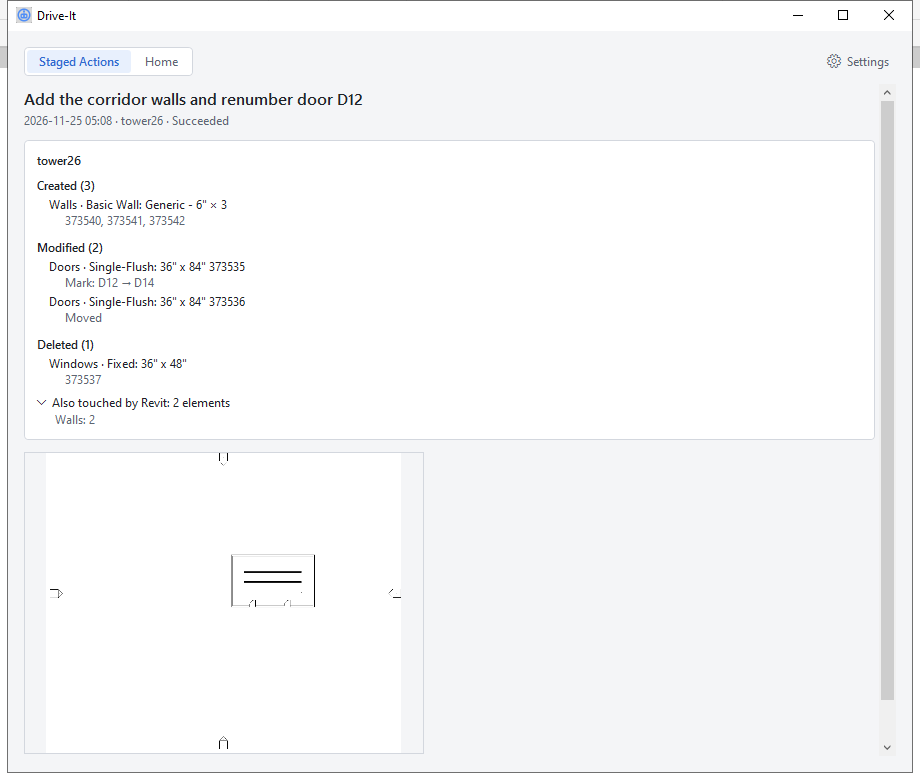 Drive-It
Staged Actions
Home
Settings
Add the corridor walls and renumber door D12
2026-11-25 05:08 · tower26 · Succeeded
tower26
Created (3)
Walls · Basic Wall: Generic - 6" × 3
373540, 373541, 373542
Modified (2)
Doors · Single-Flush: 36" x 84" 373535
Mark: D12 → D14
Doors · Single-Flush: 36" x 84" 373536
Moved
Deleted (1)
Windows · Fixed: 36" x 48"
373537
Also touched by Revit: 2 elements
Walls: 2